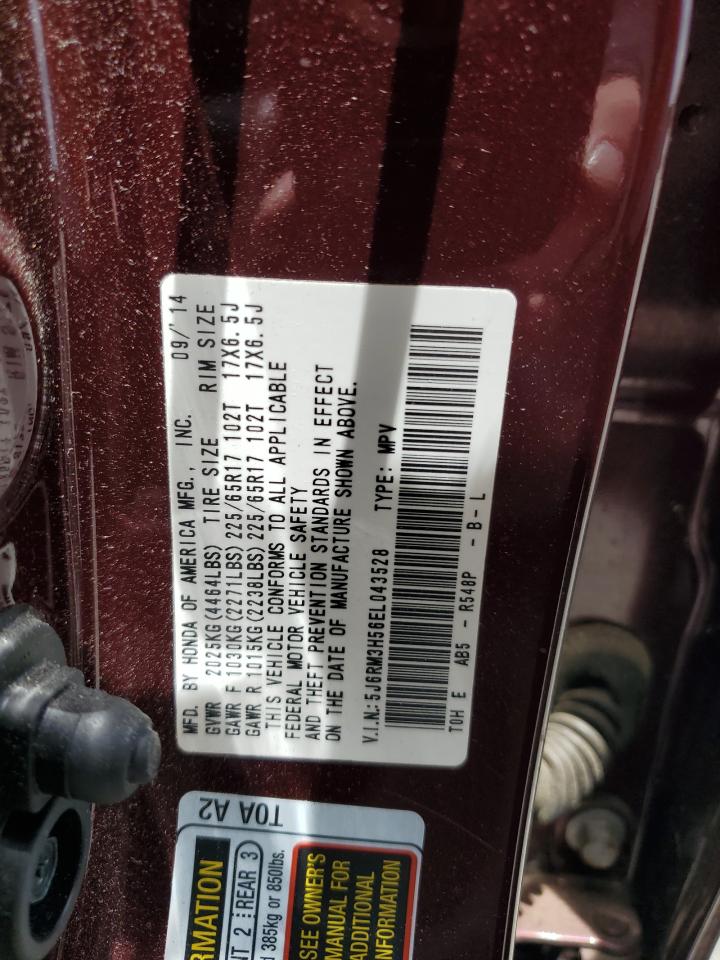 MFD. BY HONDA OF AMERICA MFG., INC. 09/'14
GVWR 2025KG(4464LBS) TIRE SIZE RIM SIZE
GAWR F 1030KG(2271LBS) 225/65R17 102T 17X6.5J
GAWR R 1015KG(2238LBS) 225/65R17 102T 17X6.5J
THIS VEHICLE CONFORMS TO ALL APPLICABLE
FEDERAL MOTOR VEHICLE SAFETY
AND THEFT PREVENTION STANDARDS IN EFFECT
ON THE DATE OF MANUFACTURE SHOWN ABOVE.
V.I.N.:5J6RM3H56EL043528 TYPE: MPV
T0H E AB5 - R548P - B - L
T0A A2
2 REAR 3
385kg or 850lbs.
SEE OWNER'S
MANUAL FOR
ADDITIONAL
INFORMATION